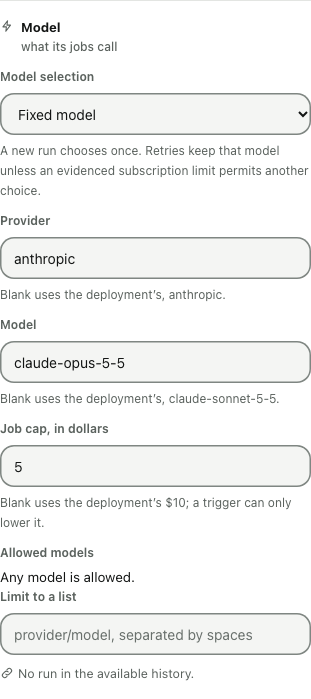 Model
what its jobs call
Model selection
Fixed model
A new run chooses once. Retries keep that model
unless an evidenced subscription limit permits another
choice.
Provider
anthropic
Blank uses the deployment's, anthropic.
Model
claude-opus-5-5
Blank uses the deployment's, claude-sonnet-5-5.
Job cap, in dollars
5
Blank uses the deployment's $10; a trigger can only
lower it.
Allowed models
Any model is allowed.
Limit to a list
provider/model, separated by spaces
No run in the available history.